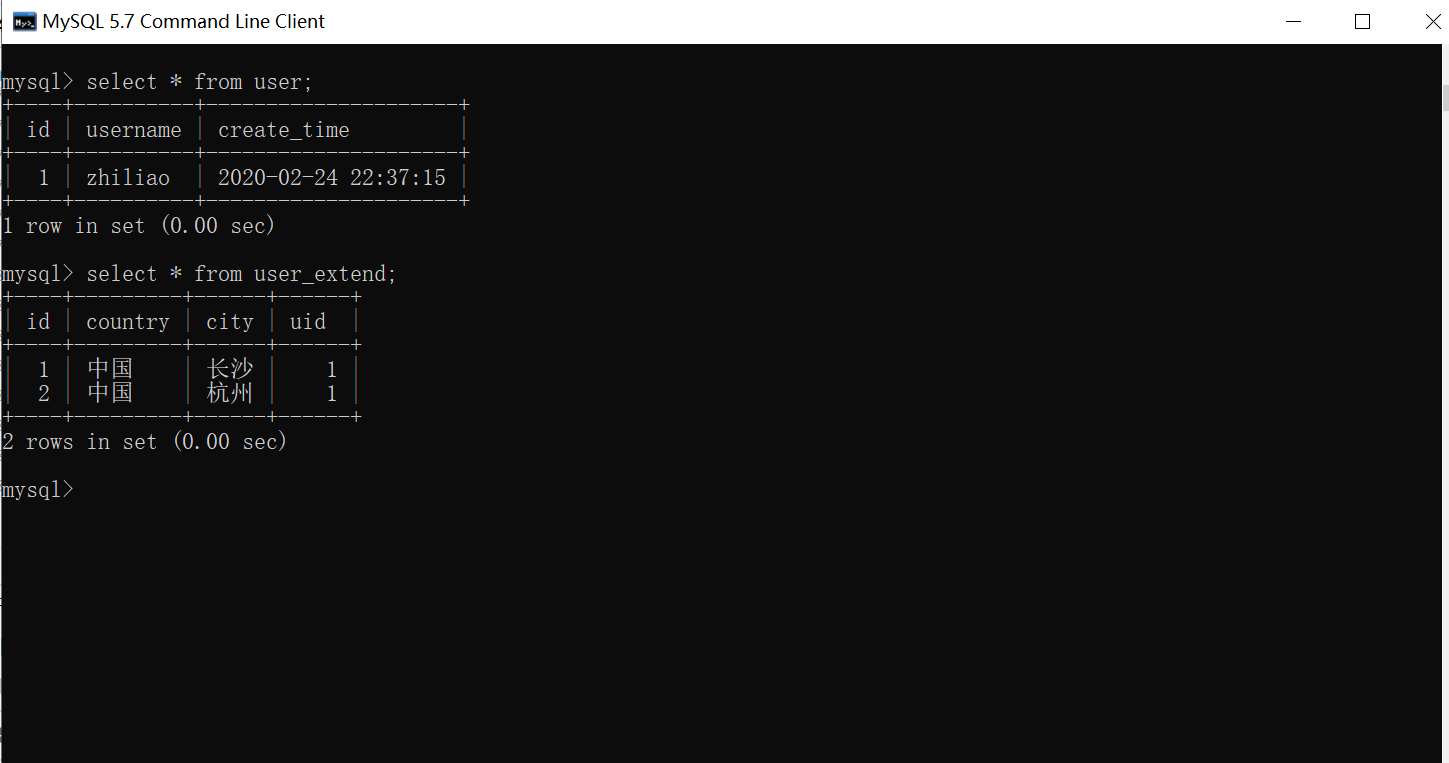 MySQL 5.7 Command Line Client
mysql> select * from user;
+----+----------+---------------------+
| id | username | create_time         |
+----+----------+---------------------+
|  1 | zhiliao  | 2020-02-24 22:37:15 |
+----+----------+---------------------+
1 row in set (0.00 sec)
mysql> select * from user_extend;
+----+---------+------+------+
| id | country | city | uid  |
+----+---------+------+------+
|  1 | 中国    | 长沙 |    1 |
|  2 | 中国    | 杭州 |    1 |
+----+---------+------+------+
2 rows in set (0.00 sec)
mysql>